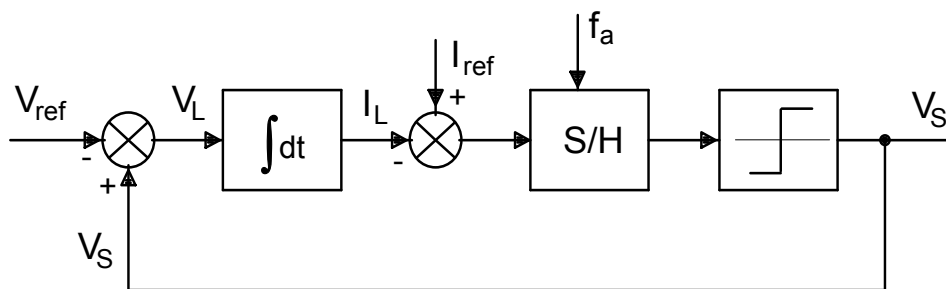 f_a
I_ref
+
V_ref
V_L
∫dt
I_L
S/H
V_S
-
-
+
V_S